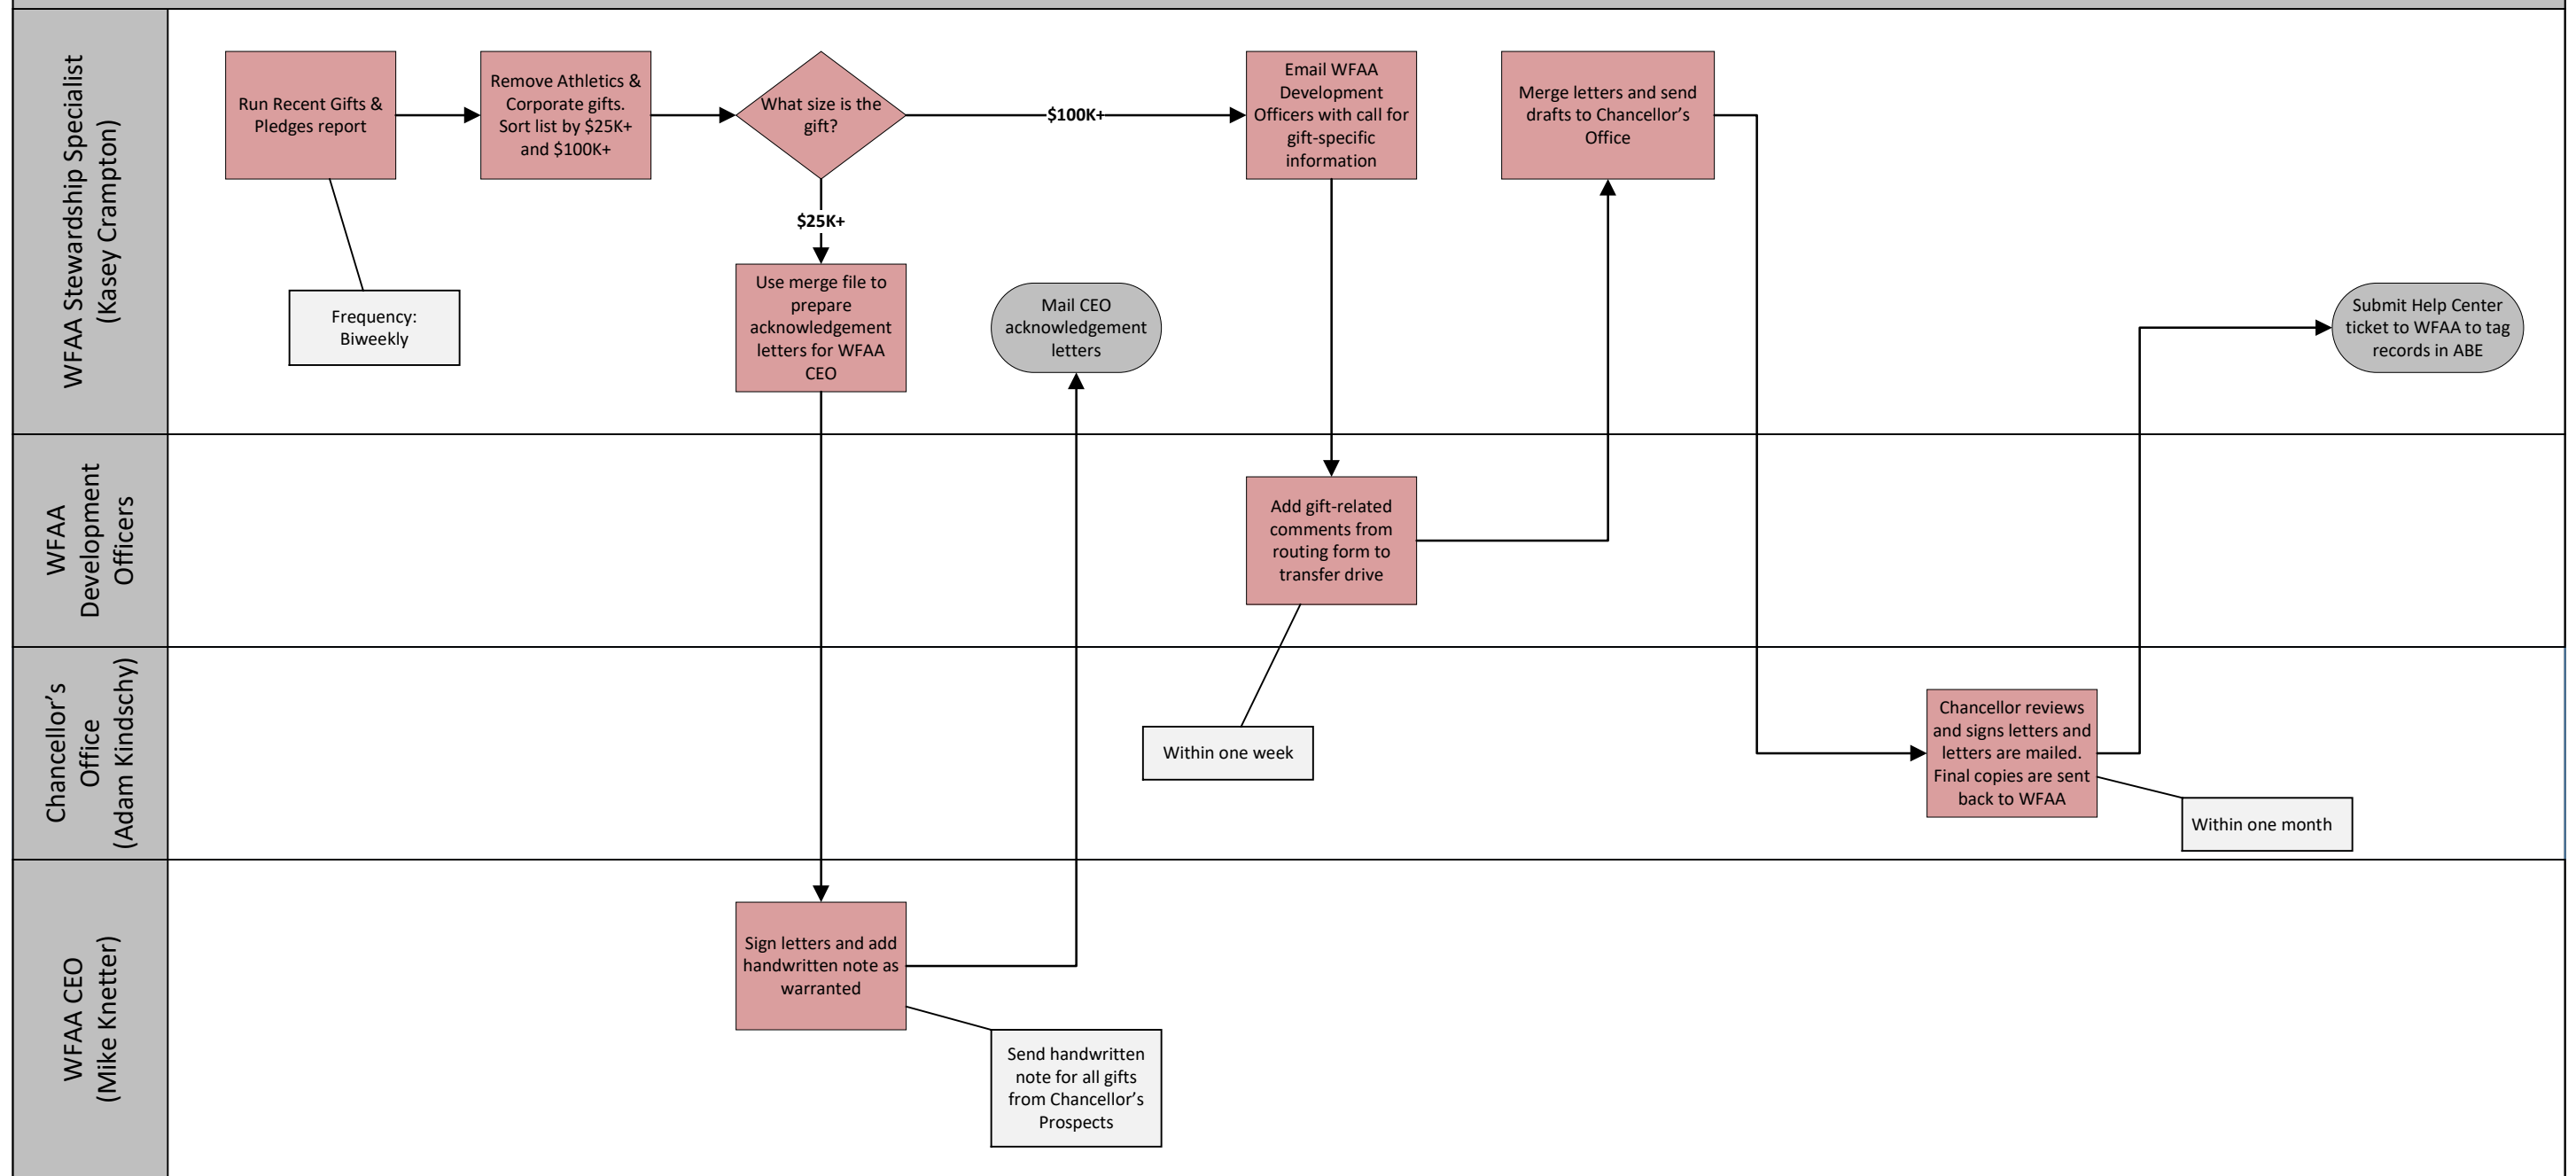 WFAA Stewardship Specialist
(Kasey Crampton)
Run Recent Gifts &
Pledges report
Frequency:
Biweekly
Remove Athletics &
Corporate gifts.
Sort list by $25K+
and $100K+
What size is the
gift?
$100K+
$25K+
Use merge file to
prepare
acknowledgement
letters for WFAA
CEO
Mail CEO
acknowledgement
letters
Email WFAA
Development
Officers with call for
gift-specific
information
Merge letters and send
drafts to Chancellor’s
Office
Submit Help Center
ticket to WFAA to tag
records in ABE
WFAA
Development
Officers
Add gift-related
comments from
routing form to
transfer drive
Within one week
Chancellor’s
Office
(Adam Kindschy)
Chancellor reviews
and signs letters and
letters are mailed.
Final copies are sent
back to WFAA
Within one month
WFAA CEO
(Mike Knetter)
Sign letters and add
handwritten note as
warranted
Send handwritten
note for all gifts
from Chancellor’s
Prospects